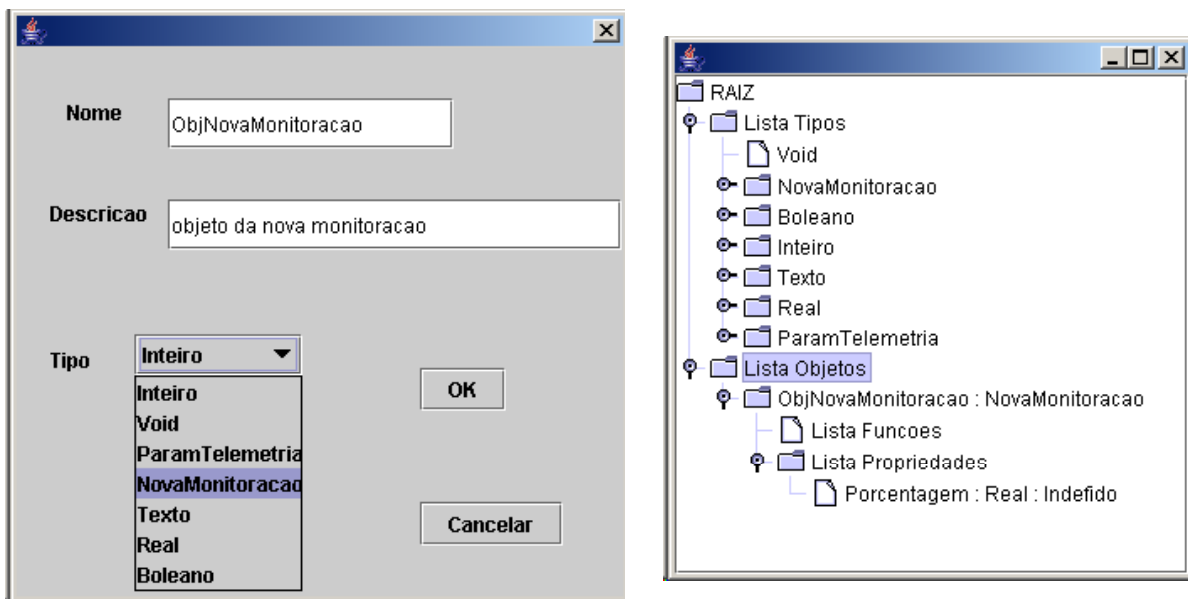 Nome
ObjNovaMonitoracao
Descricao
objeto da nova monitoracao
Tipo
Inteiro
Inteiro
Void
ParamTelemetria
NovaMonitoracao
Texto
Real
Boleano
OK
Cancelar
RAIZ
Lista Tipos
Void
NovaMonitoracao
Boleano
Inteiro
Texto
Real
ParamTelemetria
Lista Objetos
ObjNovaMonitoracao : NovaMonitoracao
Lista Funcoes
Lista Propriedades
Porcentagem : Real : Indefido